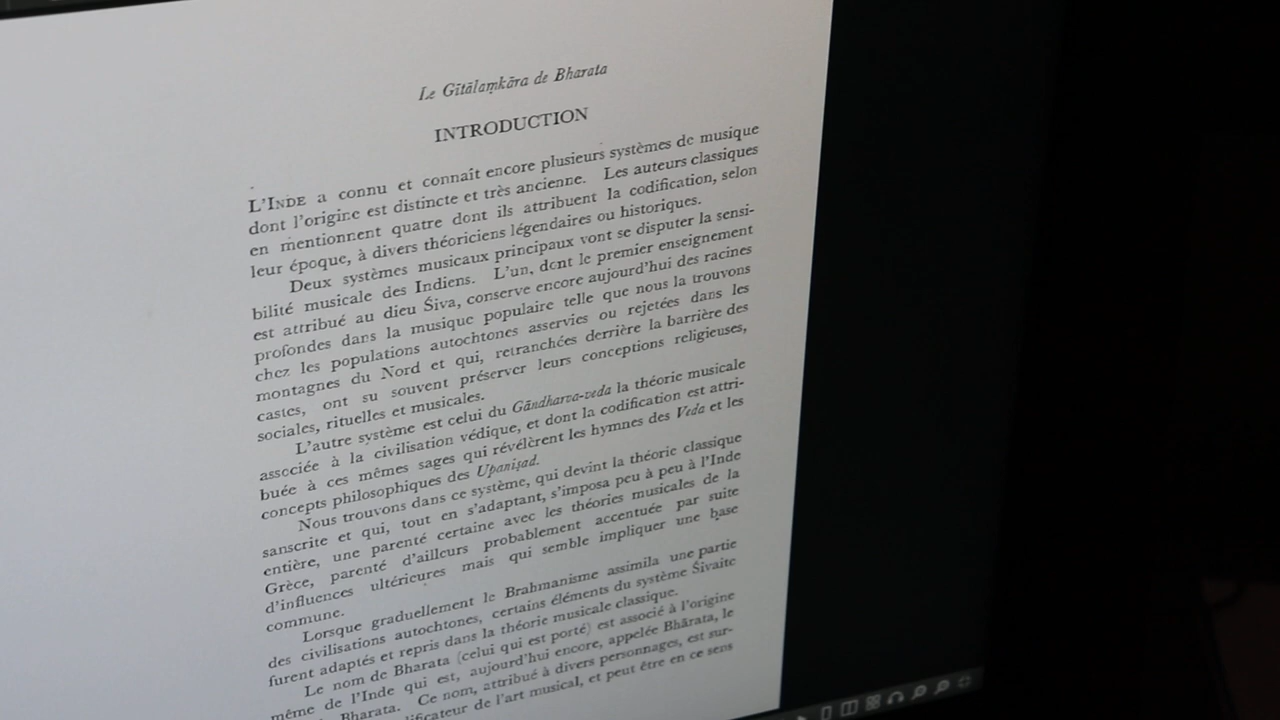 Le Gītālaṃkāra de Bharata
INTRODUCTION
L'INDE a connu et connaît encore plusieurs systèmes de musique
dont l'origine est distincte et très ancienne. Les auteurs classiques
en mentionnent quatre dont ils attribuent la codification, selon
leur époque, à divers théoriciens légendaires ou historiques.
Deux systèmes musicaux principaux vont se disputer la sensi-
bilité musicale des Indiens. L'un, dont le premier enseignement
est attribué au dieu Śiva, conserve encore aujourd'hui des racines
profondes dans la musique populaire telle que nous la trouvons
chez les populations autochtones asservies ou rejetées dans les
montagnes du Nord et qui, retranchées derrière la barrière des
castes, ont su souvent préserver leurs conceptions religieuses,
sociales, rituelles et musicales.
L'autre système est celui du Gāndharva-veda la théorie musicale
associée à la civilisation védique, et dont la codification est attri-
buée à ces mêmes sages qui révélèrent les hymnes des Veda et les
concepts philosophiques des Upaniṣad.
Nous trouvons dans ce système, qui devint la théorie classique
sanscrite et qui, tout en s'adaptant, s'imposa peu à peu à l'Inde
entière, une parenté certaine avec les théories musicales de la
Grèce, parenté d'ailleurs probablement accentuée par suite
d'influences ultérieures mais qui semble impliquer une base
commune.
Lorsque graduellement le Brahmanisme assimila une partie
des civilisations autochtones, certains éléments du système Śivaite
furent adaptés et repris dans la théorie musicale classique.
Le nom de Bharata (celui qui est porté) est associé à l'origine
même de l'Inde qui est, aujourd'hui encore, appelée Bhārata, le
Bharata. Ce nom, attribué à divers personnages, est sur-
dificateur de l'art musical, et peut être en ce sens